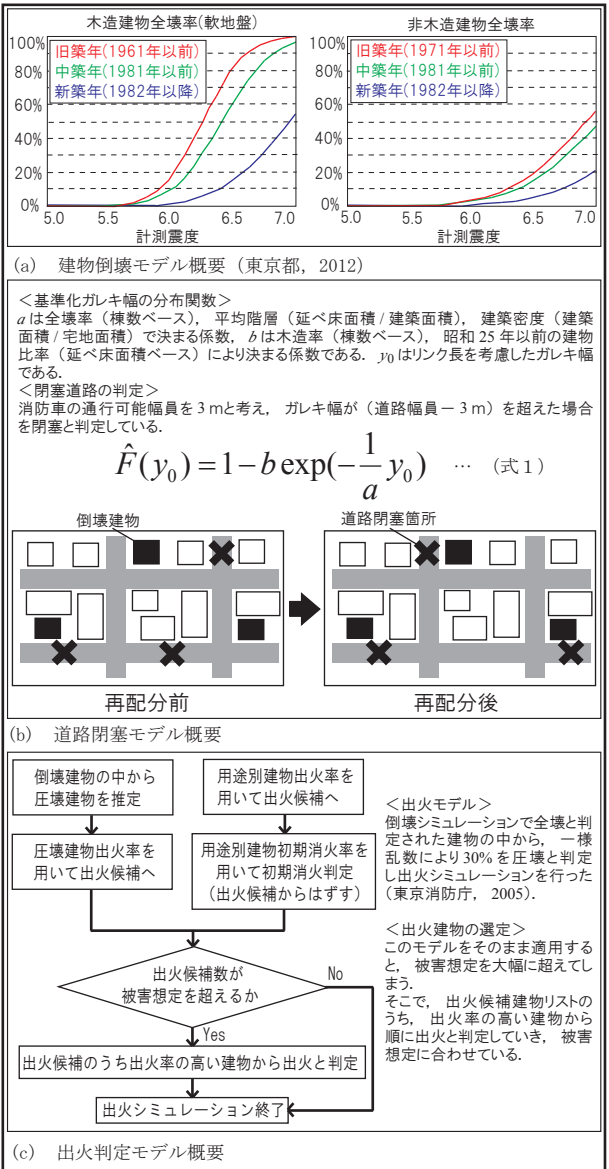 木造建物全壊率(軟地盤)
100%
80%
60%
40%
20%
0%
旧築年(1961年以前)
中築年(1981年以前)
新築年(1982年以降)
5.0 5.5 6.0 6.5 7.0
計測震度
非木造建物全壊率
100%
80%
60%
40%
20%
0%
旧築年(1971年以前)
中築年(1981年以前)
新築年(1982年以降)
5.0 5.5 6.0 6.5 7.0
計測震度
(a) 建物倒壊モデル概要（東京都，2012）
＜基準化ガレキ幅の分布関数＞
aは全壊率（棟数ベース），平均階層（延べ床面積/建築面積），建築密度（建築
面積/宅地面積）で決まる係数，bは木造率（棟数ベース），昭和25年以前の建物
比率（延べ床面積ベース）により決まる係数である．y₀はリンク長を考慮したガレキ幅
である．
＜閉塞道路の判定＞
消防車の通行可能幅員を3mと考え，ガレキ幅が（道路幅員－3m）を超えた場合
を閉塞と判定している．
F̂(y₀)=1−b exp(−1/a y₀) … （式1）
倒壊建物
道路閉塞箇所
再配分前
再配分後
(b) 道路閉塞モデル概要
倒壊建物の中から
圧壊建物を推定
用途別建物出火率を
用いて出火候補へ
圧壊建物出火率を
用いて出火候補へ
用途別建物初期消火率を
用いて初期消火判定
（出火候補からはずす）
出火候補数が
被害想定を超えるか
No
Yes
出火候補のうち出火率の高い建物から出火と判定
出火シミュレーション終了
＜出火モデル＞
倒壊シミュレーションで全壊と判
定された建物の中から，一様
乱数により30%を圧壊と判定
し出火シミュレーションを行った
（東京消防庁，2005）．
＜出火建物の選定＞
このモデルをそのまま適用する
と，被害想定を大幅に超えてし
まう．
そこで，出火候補建物リストの
うち，出火率の高い建物から
順に出火と判定していき，被害
想定に合わせている．
(c) 出火判定モデル概要